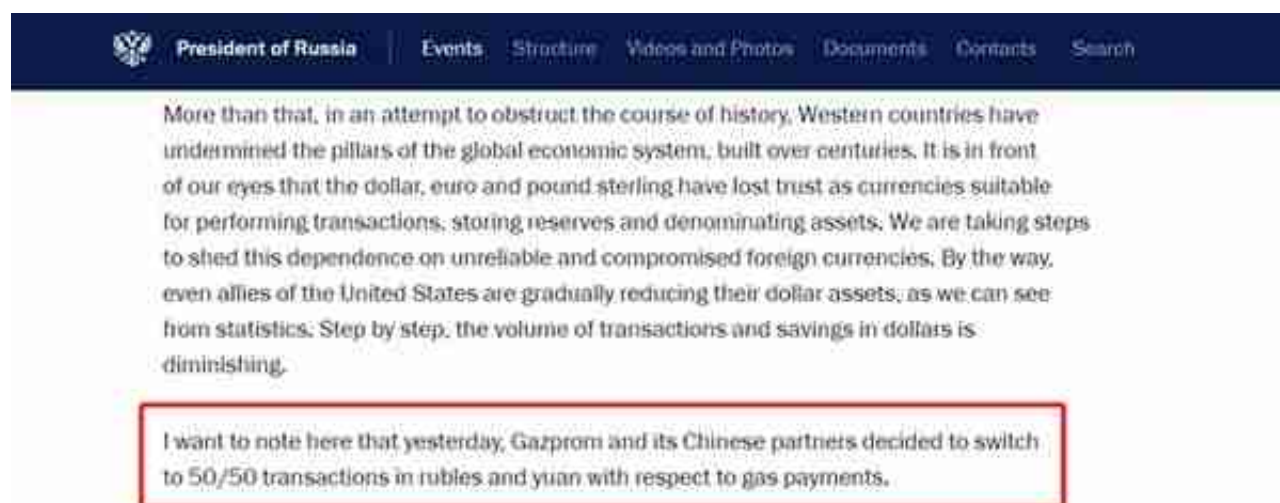 President of Russia Events Structure Videos and Photos Documents Contacts Search
More than that, in an attempt to obstruct the course of history, Western countries have
undermined the pillars of the global economic system, built over centuries. It is in front
of our eyes that the dollar, euro and pound sterling have lost trust as currencies suitable
for performing transactions, storing reserves and denominating assets. We are taking steps
to shed this dependence on unreliable and compromised foreign currencies. By the way,
even allies of the United States are gradually reducing their dollar assets, as we can see
from statistics. Step by step, the volume of transactions and savings in dollars is
diminishing.
I want to note here that yesterday, Gazprom and its Chinese partners decided to switch
to 50/50 transactions in rubles and yuan with respect to gas payments.